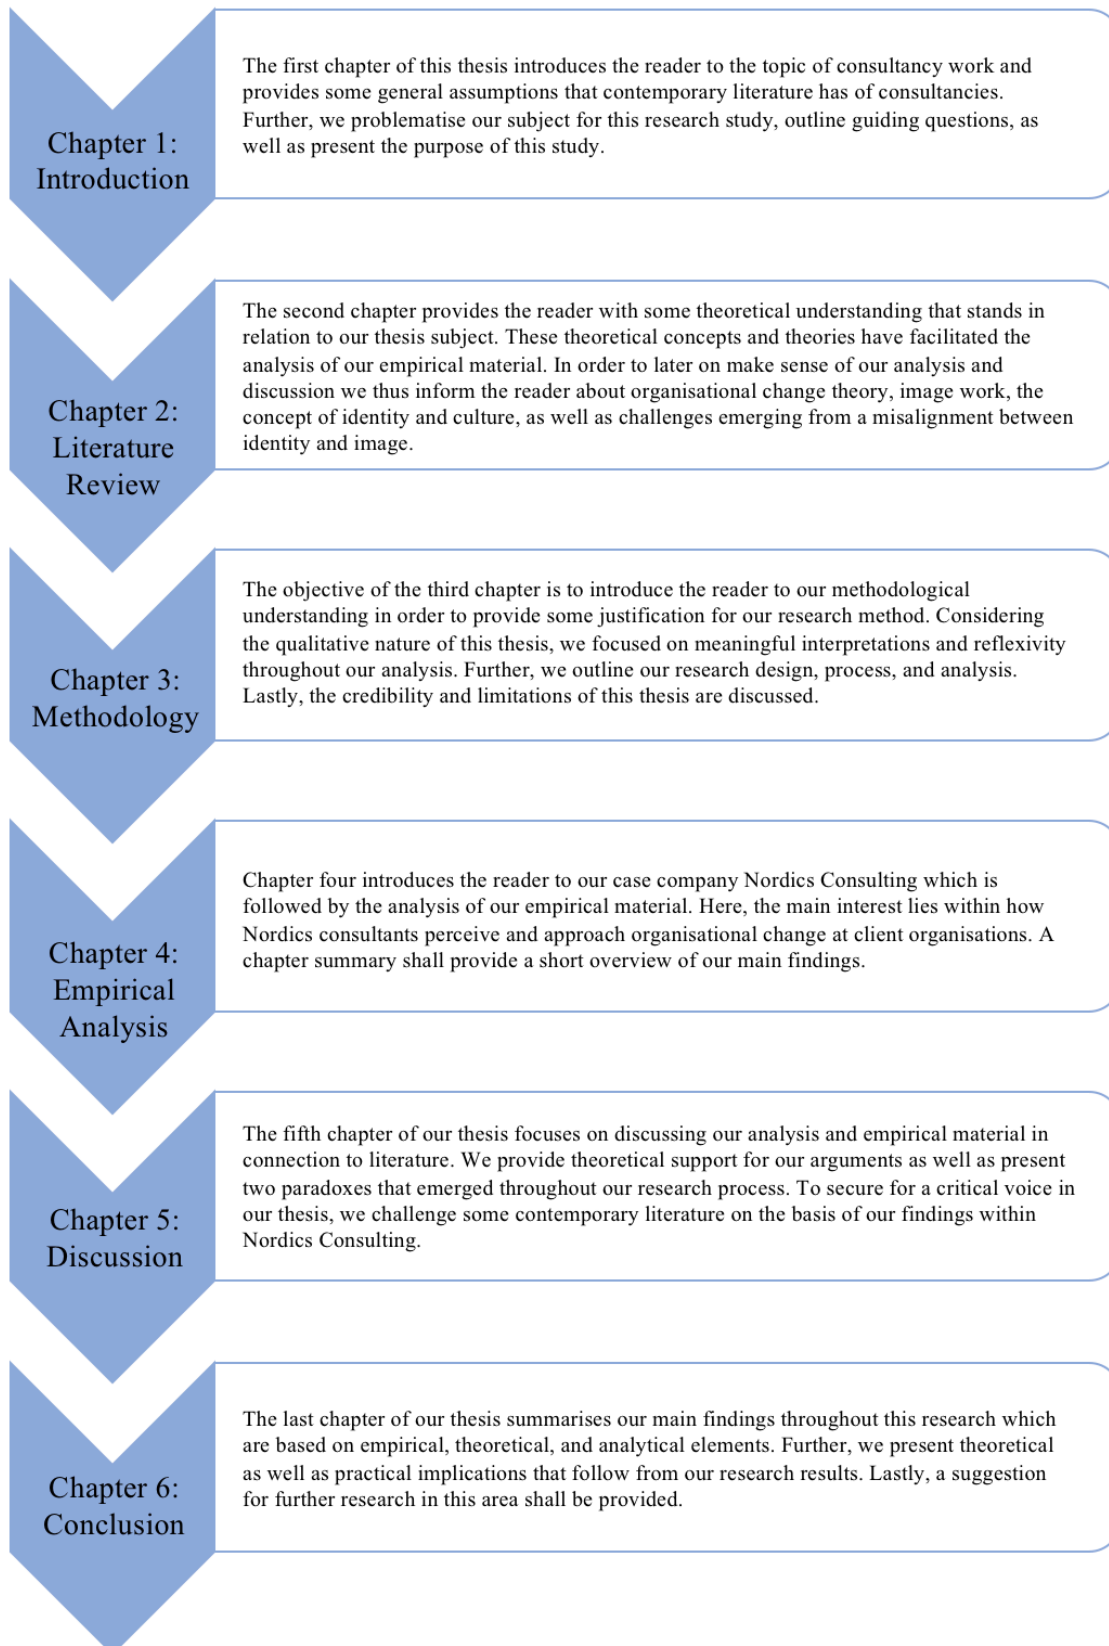 Chapter 1:
Introduction
The first chapter of this thesis introduces the reader to the topic of consultancy work and
provides some general assumptions that contemporary literature has of consultancies.
Further, we problematise our subject for this research study, outline guiding questions, as
well as present the purpose of this study.
Chapter 2:
Literature
Review
The second chapter provides the reader with some theoretical understanding that stands in
relation to our thesis subject. These theoretical concepts and theories have facilitated the
analysis of our empirical material. In order to later on make sense of our analysis and
discussion we thus inform the reader about organisational change theory, image work, the
concept of identity and culture, as well as challenges emerging from a misalignment between
identity and image.
Chapter 3:
Methodology
The objective of the third chapter is to introduce the reader to our methodological
understanding in order to provide some justification for our research method. Considering
the qualitative nature of this thesis, we focused on meaningful interpretations and reflexivity
throughout our analysis. Further, we outline our research design, process, and analysis.
Lastly, the credibility and limitations of this thesis are discussed.
Chapter 4:
Empirical
Analysis
Chapter four introduces the reader to our case company Nordics Consulting which is
followed by the analysis of our empirical material. Here, the main interest lies within how
Nordics consultants perceive and approach organisational change at client organisations. A
chapter summary shall provide a short overview of our main findings.
Chapter 5:
Discussion
The fifth chapter of our thesis focuses on discussing our analysis and empirical material in
connection to literature. We provide theoretical support for our arguments as well as present
two paradoxes that emerged throughout our research process. To secure for a critical voice in
our thesis, we challenge some contemporary literature on the basis of our findings within
Nordics Consulting.
Chapter 6:
Conclusion
The last chapter of our thesis summarises our main findings throughout this research which
are based on empirical, theoretical, and analytical elements. Further, we present theoretical
as well as practical implications that follow from our research results. Lastly, a suggestion
for further research in this area shall be provided.